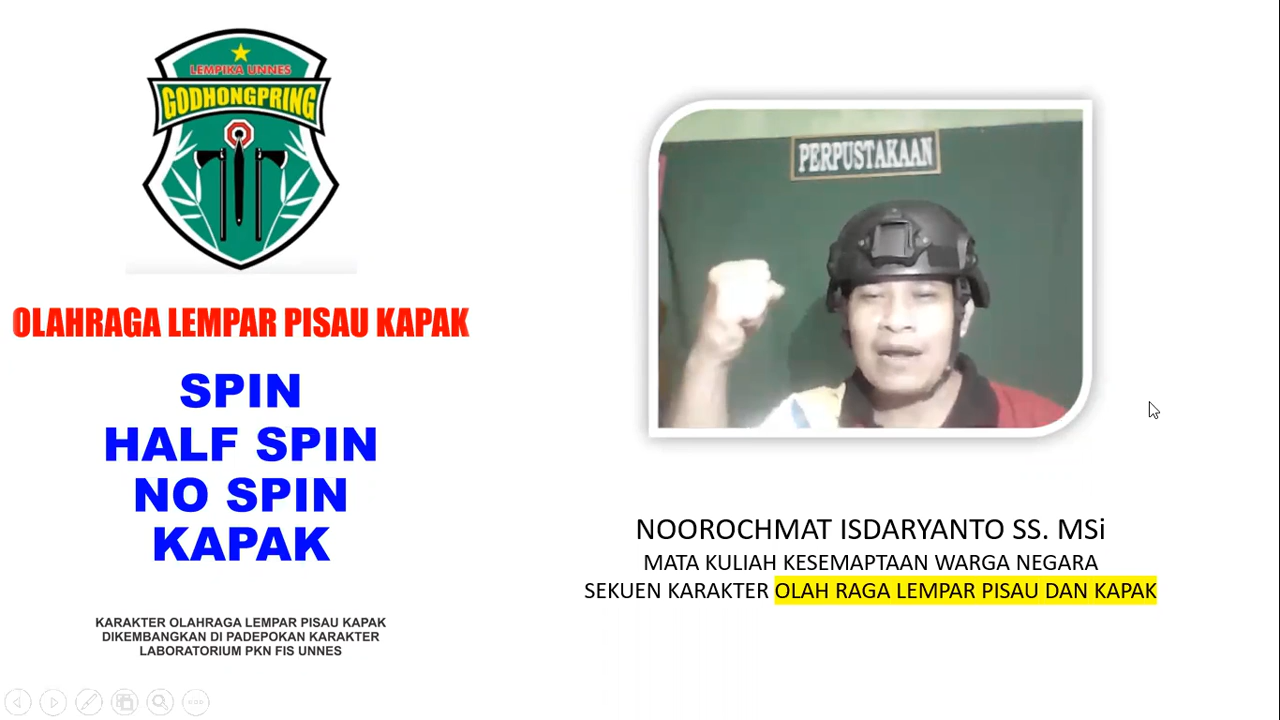 LEMPIKA UNNES
GODHONGPRING
OLAHRAGA LEMPAR PISAU KAPAK
SPIN
HALF SPIN
NO SPIN
KAPAK
KARAKTER OLAHRAGA LEMPAR PISAU KAPAK
DIKEMBANGKAN DI PADEPOKAN KARAKTER
LABORATORIUM PKN FIS UNNES
PERPUSTAKAAN
NOOROCHMAT ISDARYANTO SS. MSi
MATA KULIAH KESEMAPTAAN WARGA NEGARA
SEKUEN KARAKTER OLAH RAGA LEMPAR PISAU DAN KAPAK